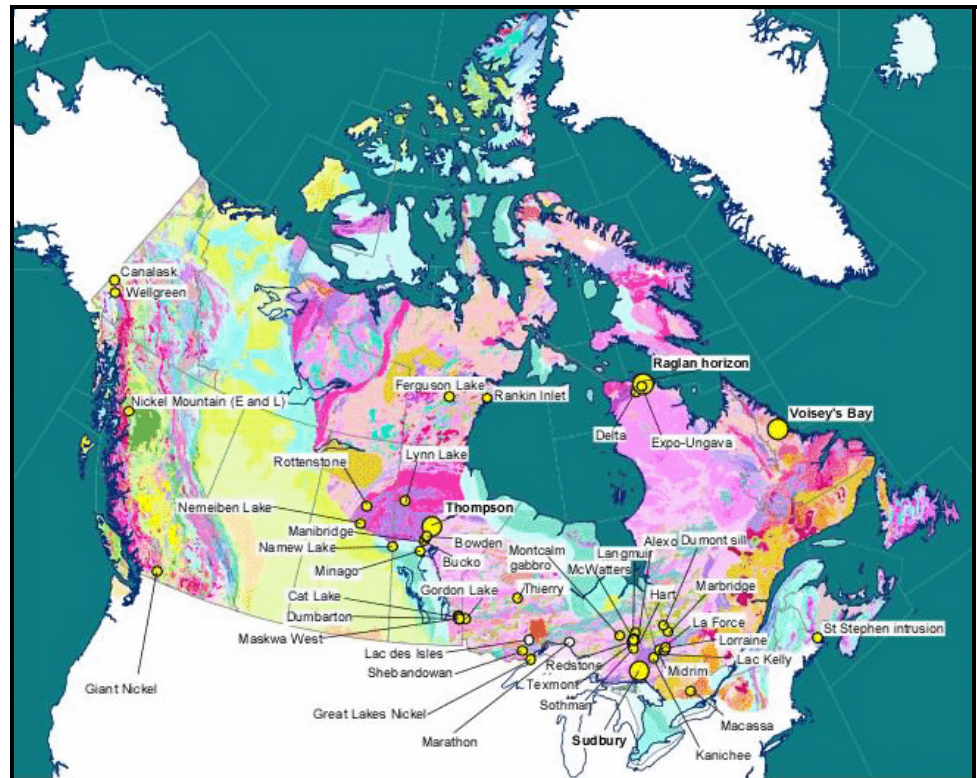 Canalask
Wellgreen
Raglan horizon
Ferguson Lake
Rankin Inlet
Nickel Mountain (E and L)
Voisey's Bay
Delta
Expo-Ungava
Rottenstone
Lynn Lake
Nemeiben Lake
Thompson
Manibridge
Namew Lake
Bowden
Montcalm
gabbro
Langmuir
Alexo
Dumont sill
Minago
Bucko
McWatters
Marbridge
Cat Lake
Gordon Lake
Thierry
Hart
Dumbarton
La Force
Maskwa West
Lorraine
St Stephen intrusion
Lac des Isles
Redstone
Lac Kelly
Shebandowan
Texmont
Midrim
Giant Nickel
Sothman
Great Lakes Nickel
Macassa
Marathon
Sudbury
Kanichee